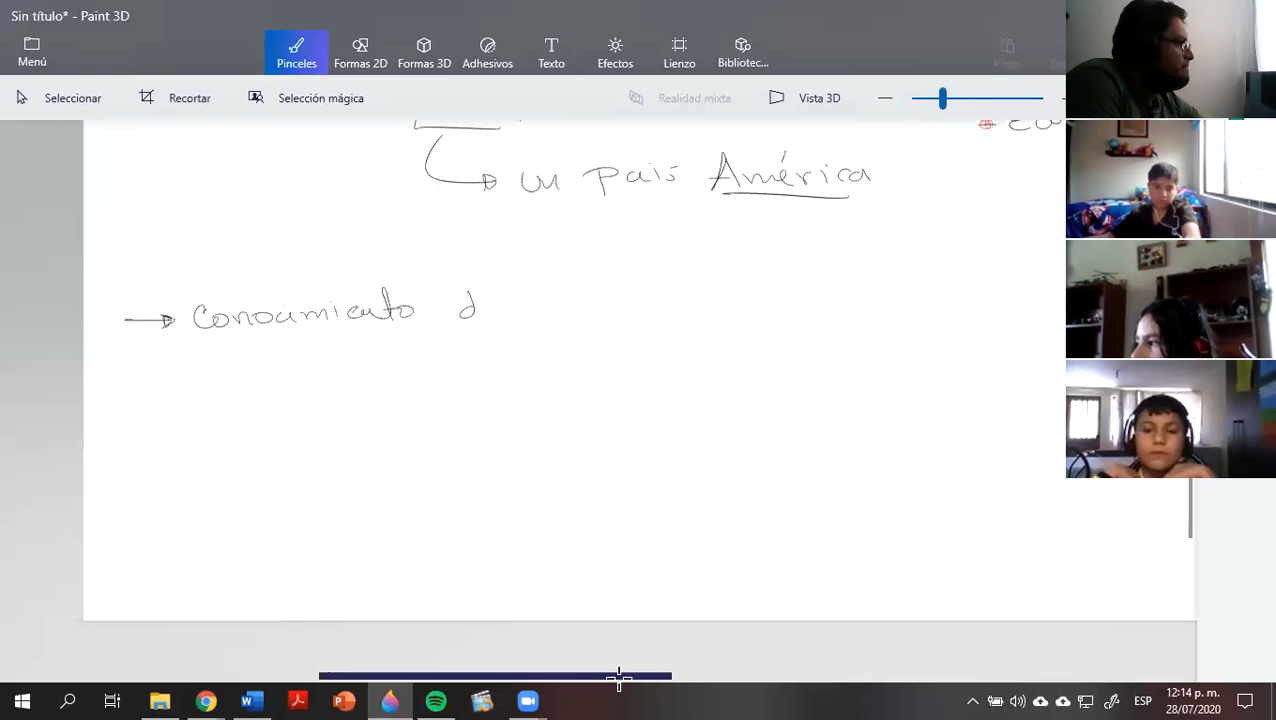 Sin título* - Paint 3D
Menú
Pinceles
Formas 2D
Formas 3D
Adhesivos
Texto
Efectos
Lienzo
Bibliotec...
Seleccionar
Recortar
Selección mágica
Realidad mixta
Vista 3D
un pais América
→ Conocimiento d
ESP
12:14 p. m.
28/07/2020